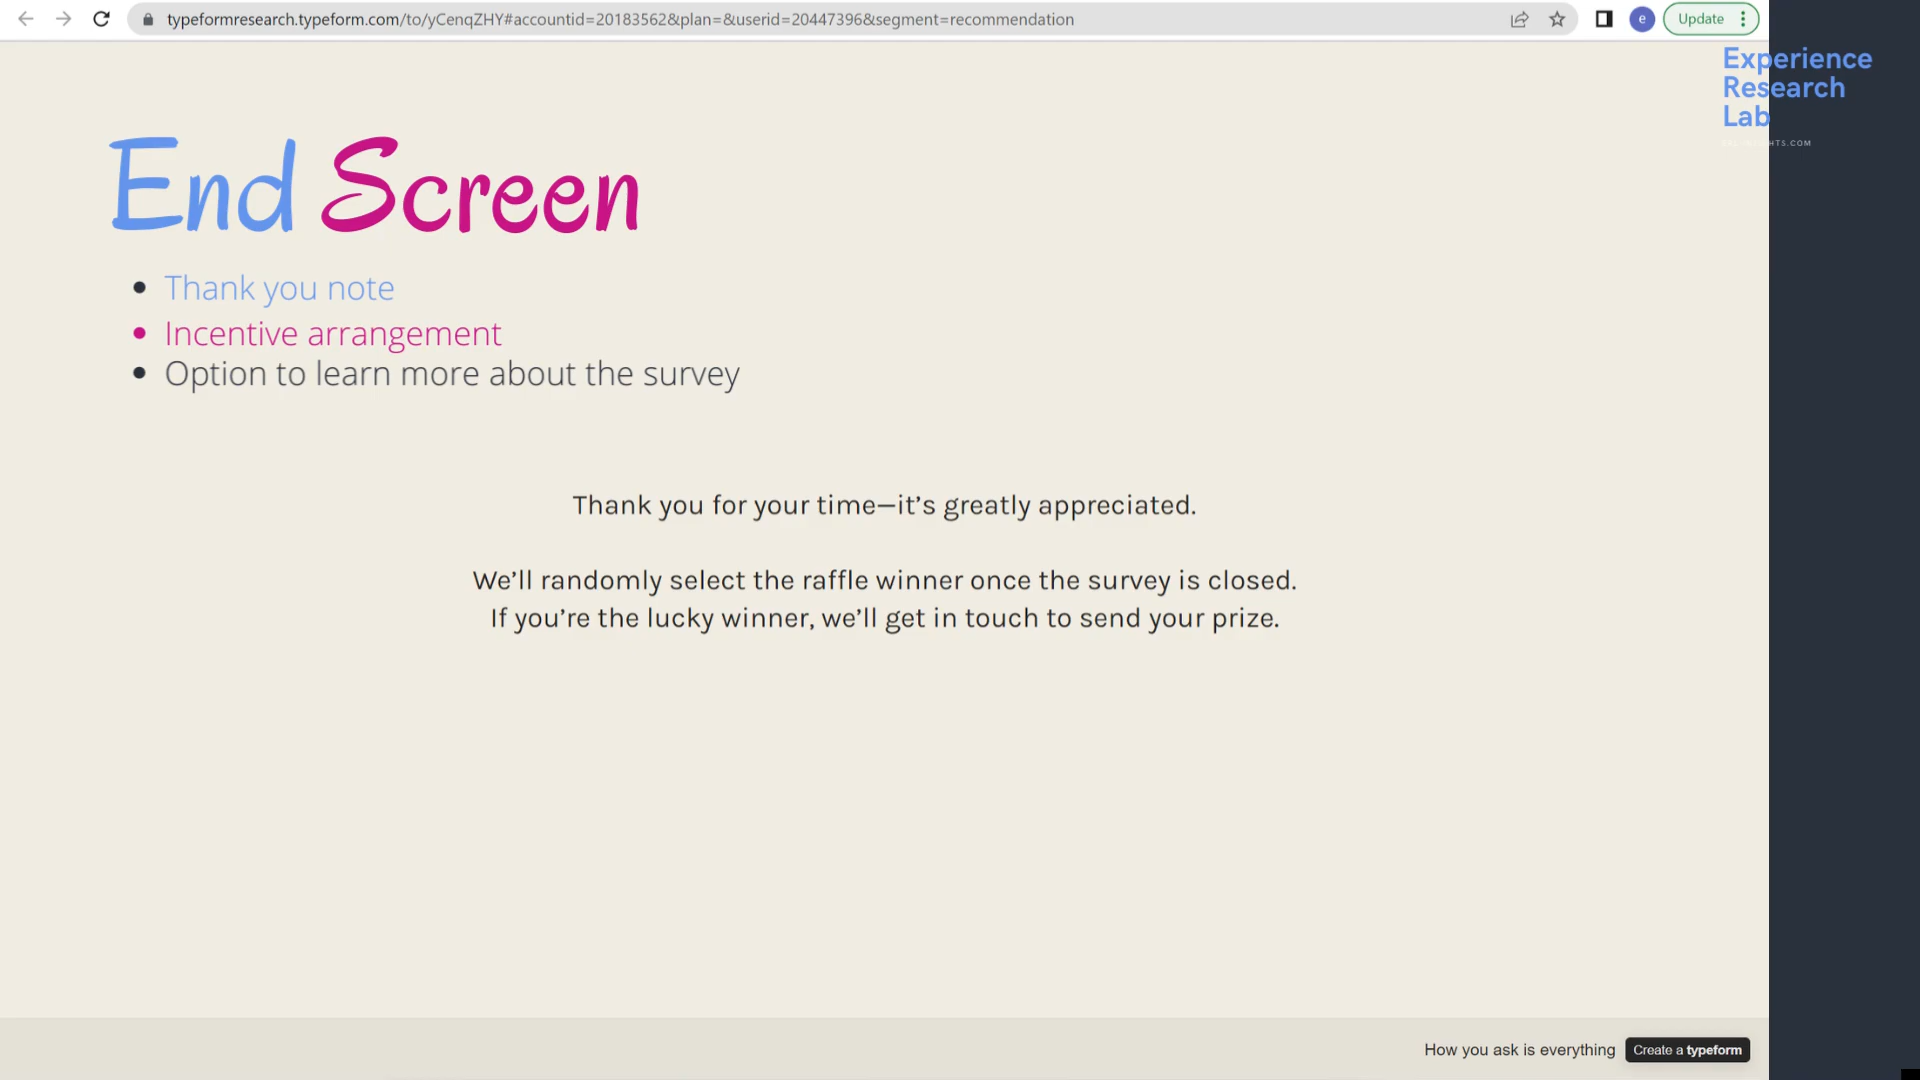 typeformresearch.typeform.com/to/yCenqZHY#accountid=20183562&plan=&userid=20447396&segment=recommendation
e
Update
Experience
Research
Lab
HTS.COM
End Screen
• Thank you note
• Incentive arrangement
• Option to learn more about the survey
Thank you for your time—it’s greatly appreciated.
We’ll randomly select the raffle winner once the survey is closed.
If you’re the lucky winner, we’ll get in touch to send your prize.
How you ask is everything
Create a typeform